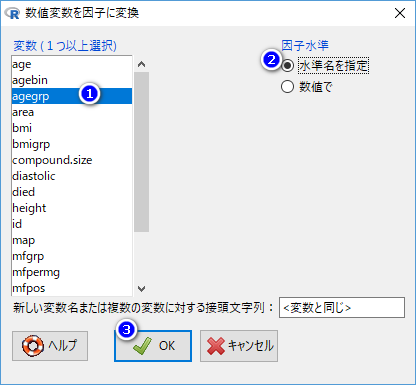 数値変数を因子に変換
変数 (１つ以上選択)
因子水準
age
agebin
agegrp
area
bmi
bmigrp
compound.size
diastolic
died
height
id
map
mfgrp
mfpermg
mfpos
1
2
水準名を指定
数値で
新しい変数名または複数の変数に対する接頭文字列：
<変数と同じ>
3
ヘルプ
OK
キャンセル